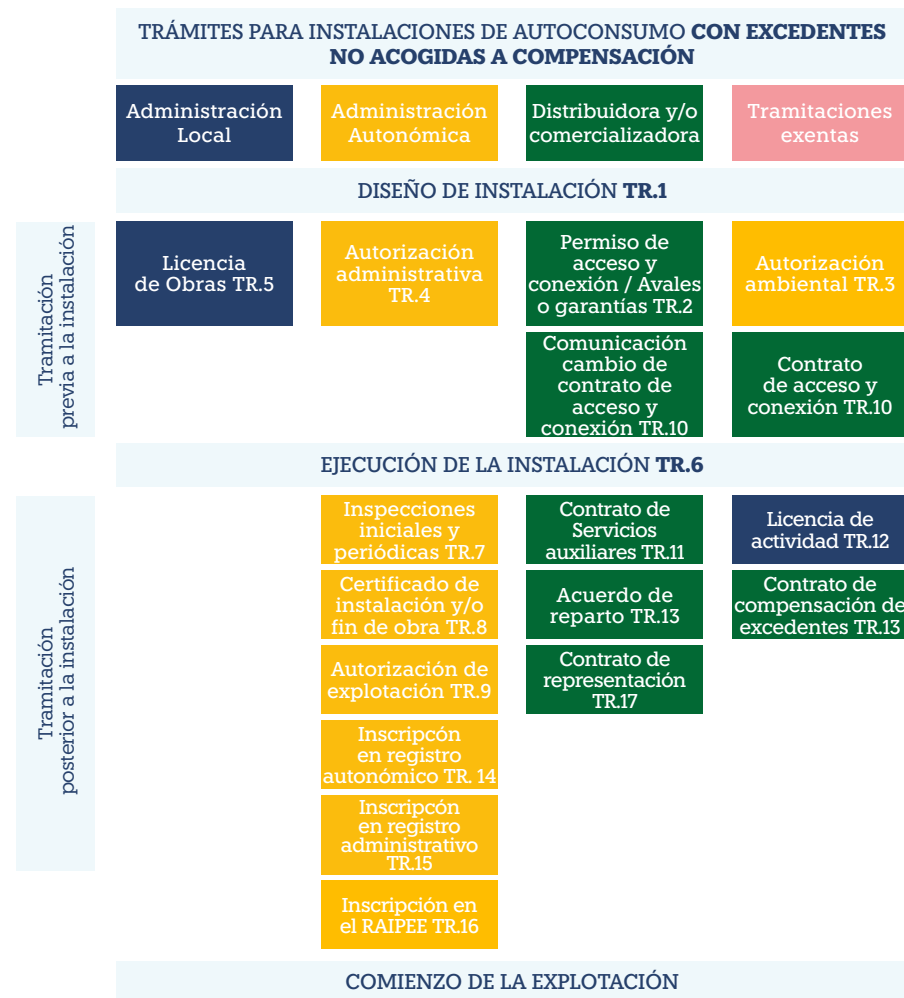 TRÁMITES PARA INSTALACIONES DE AUTOCONSUMO CON EXCEDENTES
NO ACOGIDAS A COMPENSACIÓN
Administración
Local
Administración
Autonómica
Distribuidora y/o
comercializadora
Tramitaciones
exentas
DISEÑO DE INSTALACIÓN TR.1
Tramitación
previa a la instalación
Licencia
de Obras TR.5
Autorización
administrativa
TR.4
Permiso de
acceso y
conexión / Avales
o garantías TR.2
Autorización
ambiental TR.3
Comunicación
cambio de
contrato de
acceso y
conexión TR.10
Contrato
de acceso y
conexión TR.10
EJECUCIÓN DE LA INSTALACIÓN TR.6
Tramitación
posterior a la instalación
Inspecciones
iniciales y
periódicas TR.7
Contrato de
Servicios
auxiliares TR.11
Licencia de
actividad TR.12
Certificado de
instalación y/o
fin de obra TR.8
Acuerdo de
reparto TR.13
Contrato de
compensación de
excedentes TR.13
Autorización de
explotación TR.9
Contrato de
representación
TR.17
Inscripcón
en registro
autonómico TR. 14
Inscripcón
en registro
administrativo
TR.15
Inscripción en
el RAIPEE TR.16
COMIENZO DE LA EXPLOTACIÓN